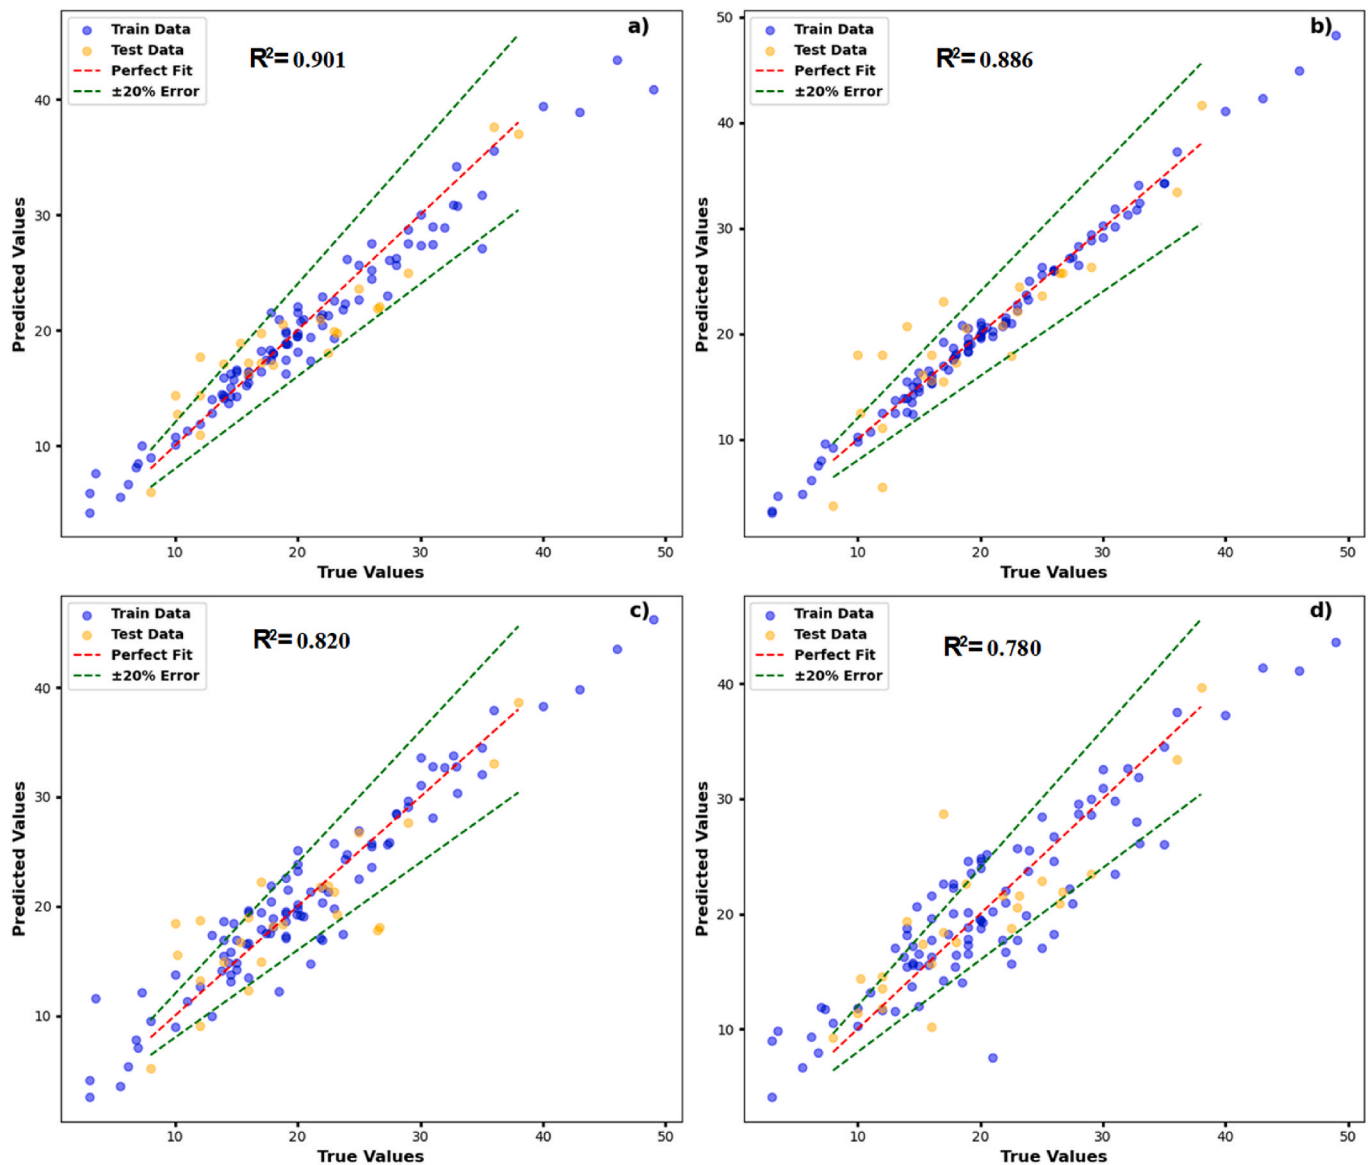 Train Data
Test Data
Perfect Fit
±20% Error
R²= 0.901
a)
40
30
20
10
Predicted Values
10 20 30 40 50
True Values
Train Data
Test Data
Perfect Fit
±20% Error
R²= 0.886
b)
50
40
30
20
10
Predicted Values
10 20 30 40 50
True Values
Train Data
Test Data
Perfect Fit
±20% Error
R²= 0.820
c)
40
30
20
10
Predicted Values
10 20 30 40 50
True Values
Train Data
Test Data
Perfect Fit
±20% Error
R²= 0.780
d)
40
30
20
10
Predicted Values
10 20 30 40 50
True Values